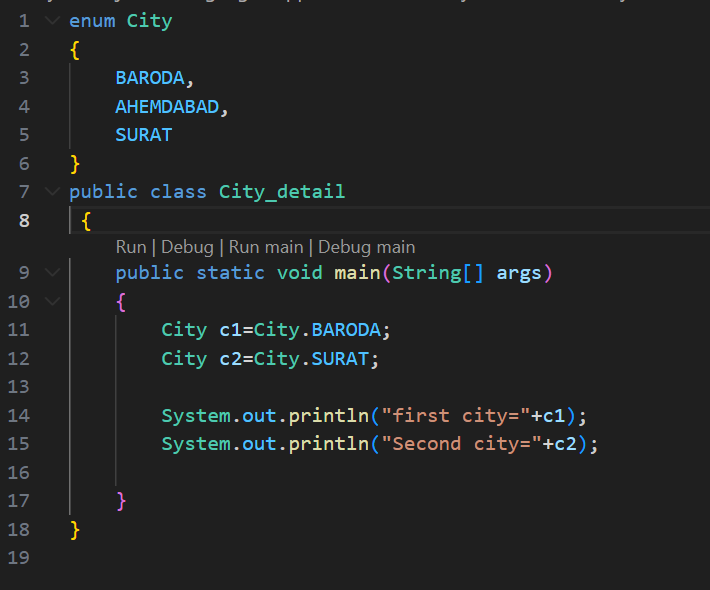 1 enum City
2 {
3 BARODA,
4 AHEMDABAD,
5 SURAT
6 }
7 public class City_detail
8 {
Run | Debug | Run main | Debug main
9 public static void main(String[] args)
10 {
11 City c1=City.BARODA;
12 City c2=City.SURAT;
13
14 System.out.println("first city="+c1);
15 System.out.println("Second city="+c2);
16
17 }
18 }
19